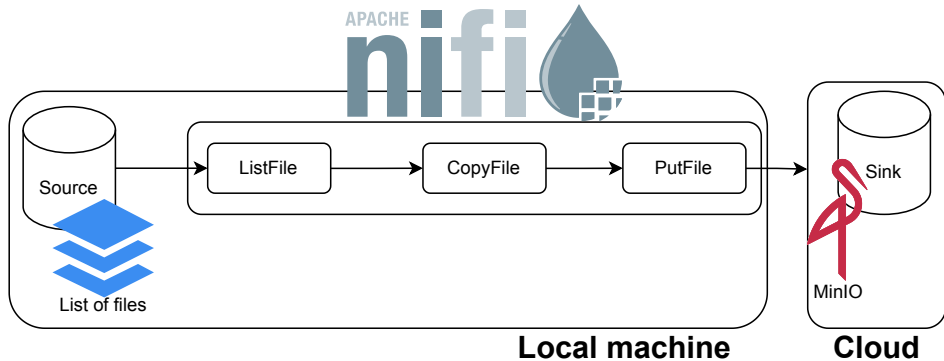 APACHE
nifi
Source
ListFile
CopyFile
PutFile
Sink
List of files
MinIO
Local machine
Cloud